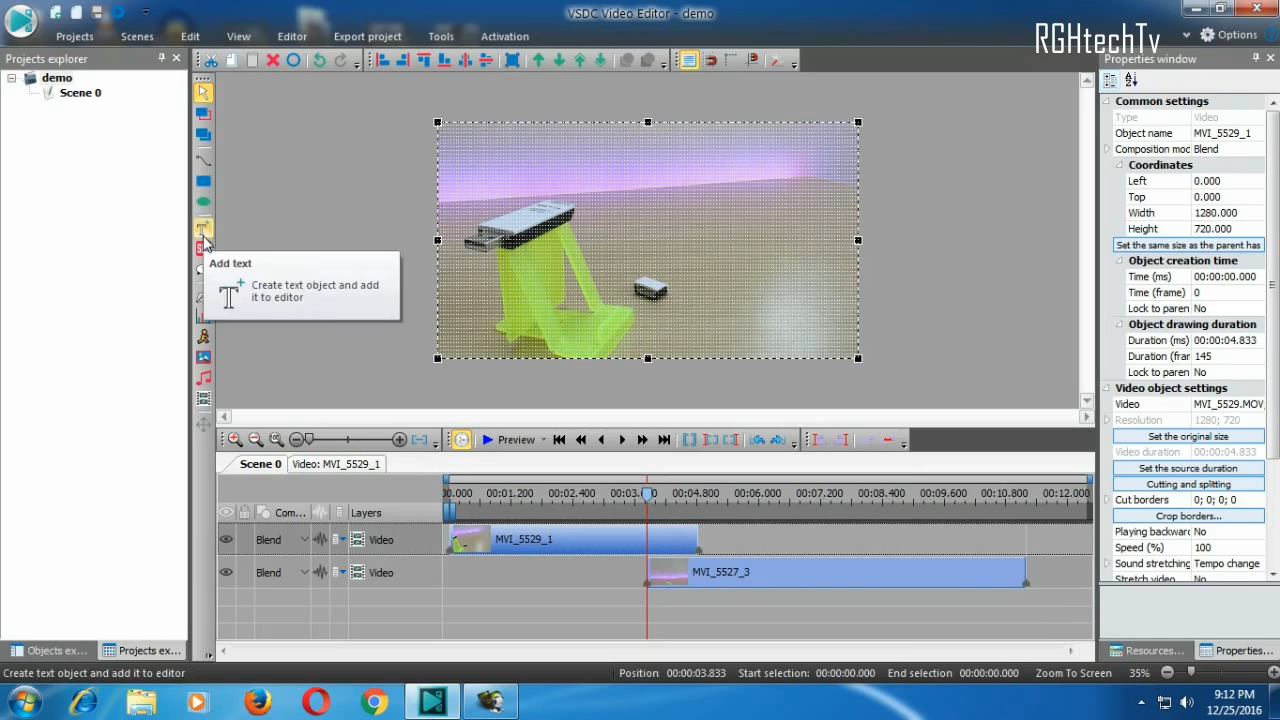 VSDC Video Editor - demo
RGHtechTv
Projects
Scenes
Edit
View
Editor
Export project
Tools
Activation
Options
Projects explorer
demo
Scene 0
Add text
Create text object and add
it to editor
Properties window
Common settings
Type Video
Object name MVI_5529_1
Composition mod Blend
Coordinates
Left 0.000
Top 0.000
Width 1280.000
Height 720.000
Set the same size as the parent has
Object creation time
Time (ms) 00:00:00.000
Time (frame) 0
Lock to paren No
Object drawing duration
Duration (ms) 00:00:04.833
Duration (frar 145
Lock to paren No
Video object settings
Video MVI_5529.MOV,
Resolution 1280; 720
Set the original size
Video duration 00:00:04.833
Set the source duration
Cutting and splitting
Cut borders 0; 0; 0; 0
Crop borders...
Playing backward No
Speed (%) 100
Sound stretching Tempo change
Stretch video No
Preview
Scene 0
Video: MVI_5529_1
0.000 00:01.200 00:02.400 00:03.600 00:04.800 00:06.000 00:07.200 00:08.400 00:09.600 00:10.800 00:12.000
Com... Layers
Blend Video MVI_5529_1
Blend Video MVI_5527_3
Objects ex...
Projects ex...
Resources...
Properties...
Create text object and add it to editor
Position 00:00:03.833
Start selection: 00:00:00.000
End selection 00:00:00.000
Zoom To Screen
35%
9:12 PM
12/25/2016